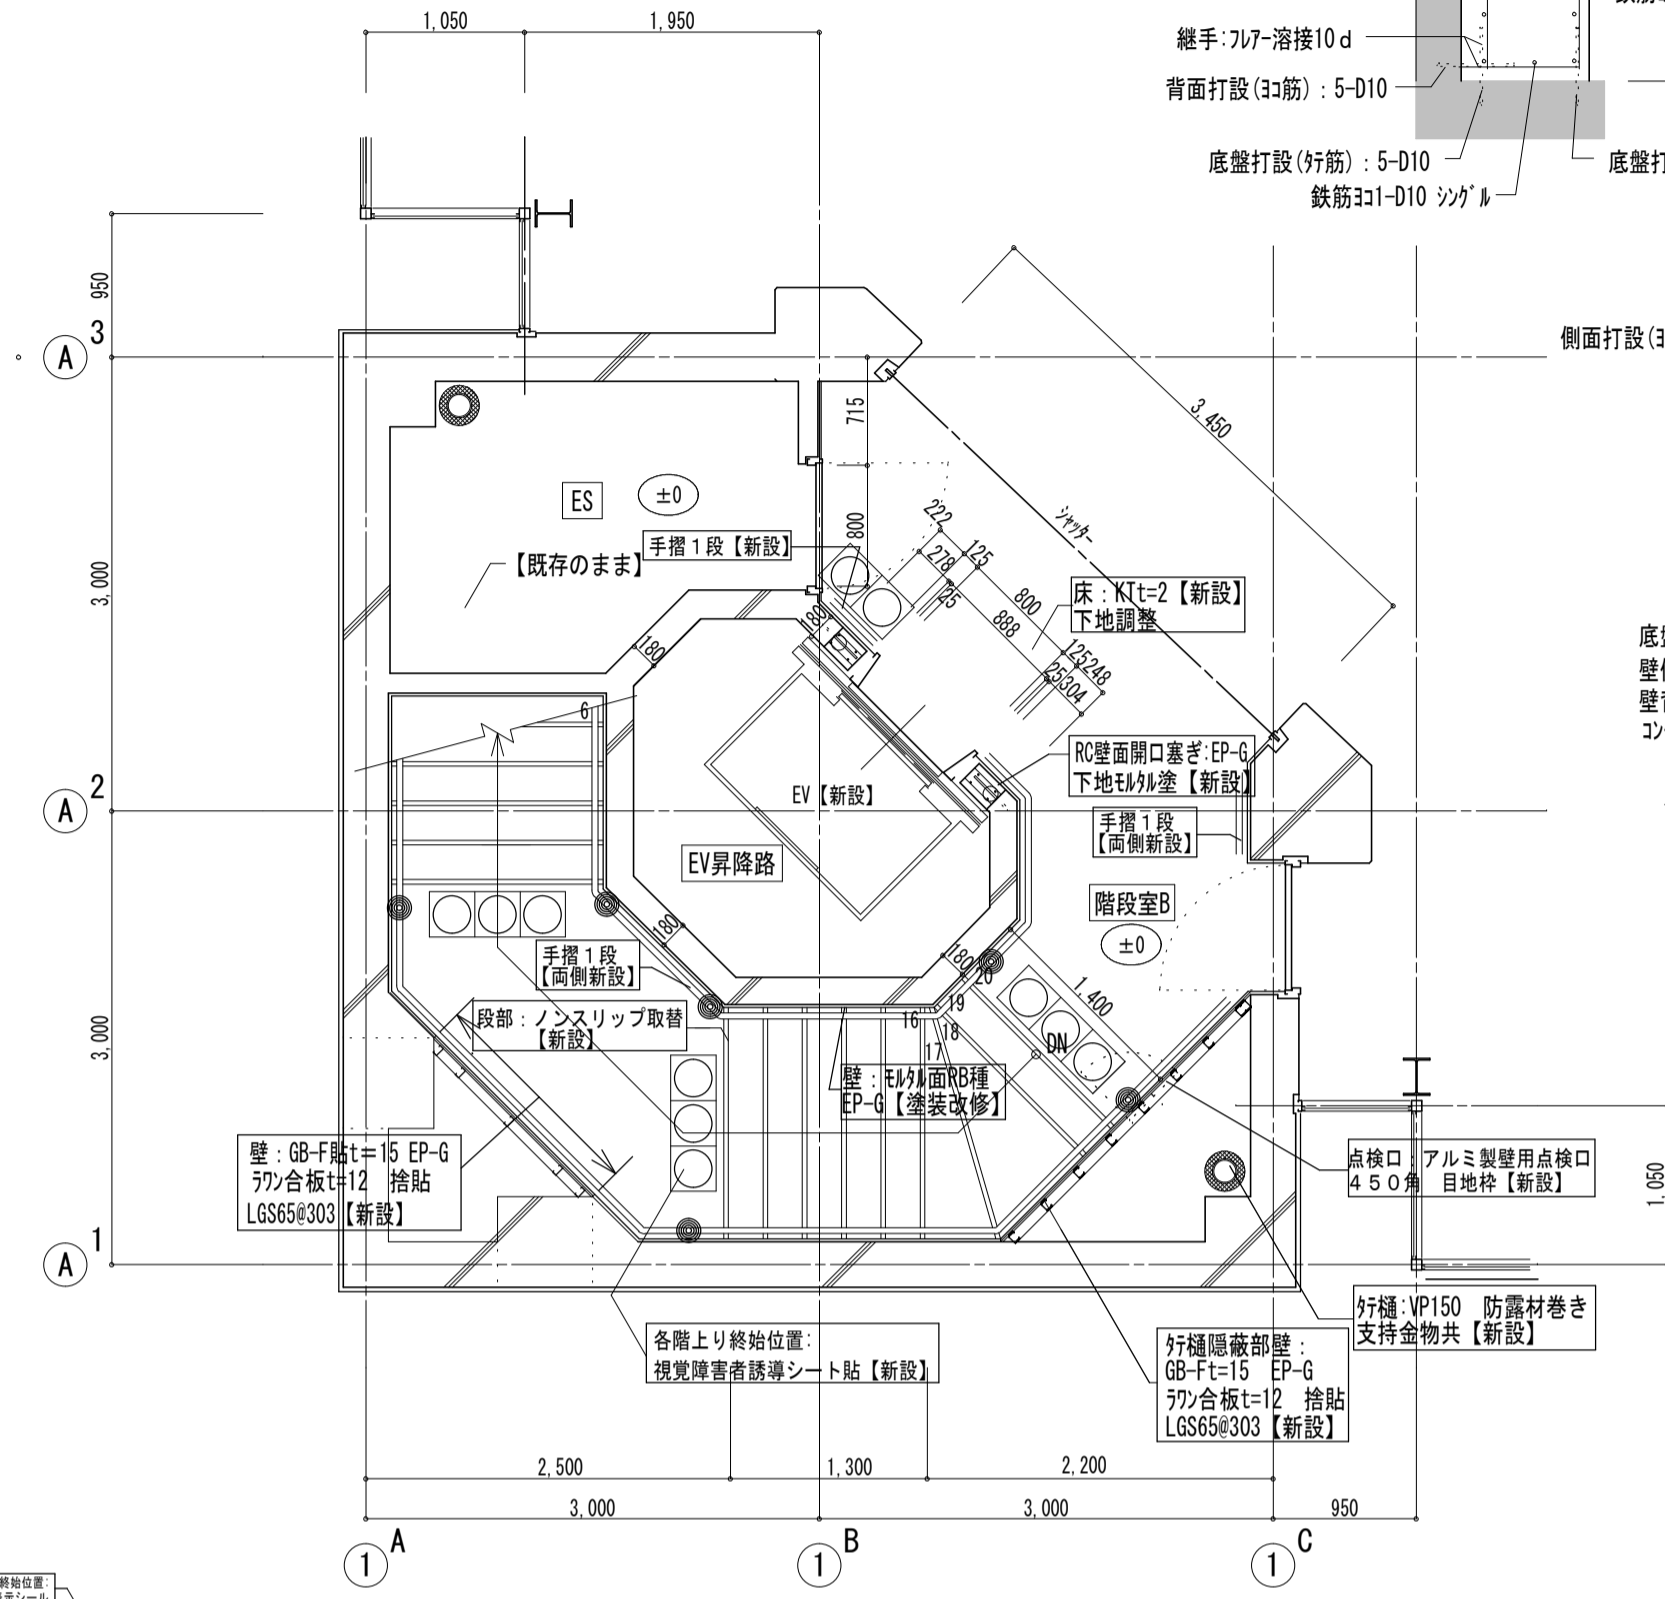 1,050
1,950
継手:フレアー溶接10d
背面打設(ヨコ筋):5-D10
底盤打設(タテ筋):5-D10
底盤打
鉄筋ヨコ1-D10 シングル
側面打設(ヨ
950
A 3
3,000
A 2
3,000
A 1
715
800
3,450
シャッター
ES
±0
手摺1段【新設】
【既存のまま】
222
125
278
25
800
888
125
248
25
304
床:KTt=2【新設】
下地調整
180
180
6
RC壁面開口塞ぎ:EP-G
下地モルタル塗【新設】
EV【新設】
手摺1段
【両側新設】
EV昇降路
階段室B
±0
180
180
手摺1段
【両側新設】
20
19
18
17
16
1,400
DN
段部:ノンスリップ取替
【新設】
壁:モルタル面RB種
EP-G【塗装改修】
壁:GB-F貼t=15 EP-G
ラワン合板t=12 捨貼
LGS65@303【新設】
点検口:アルミ製壁用点検口
450角 目地枠【新設】
1,050
タテ樋:VP150 防露材巻き
支持金物共【新設】
各階上り終始位置:
視覚障害者誘導シート貼【新設】
タテ樋隠蔽部壁:
GB-Ft=15 EP-G
ラワン合板t=12 捨貼
LGS65@303【新設】
2,500
1,300
2,200
3,000
3,000
950
1 A
1 B
1 C
終始位置: